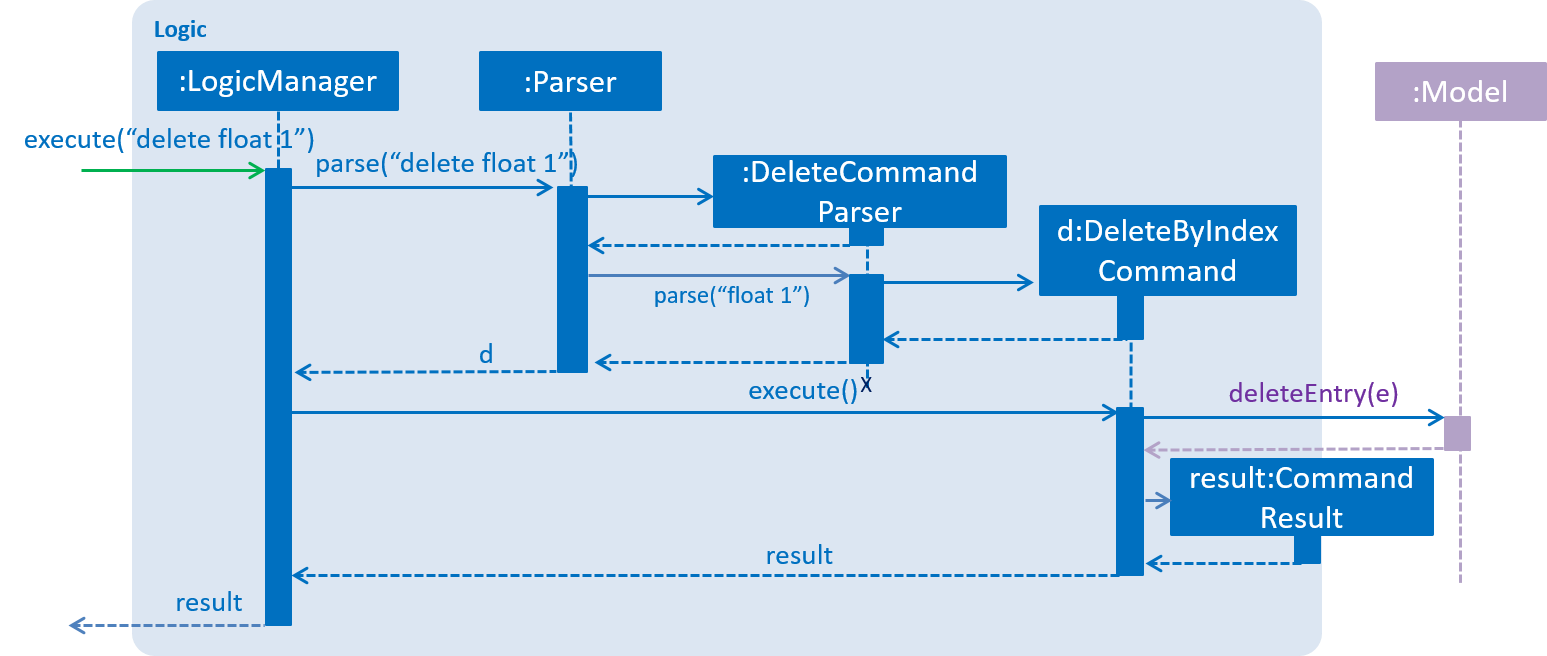 Logic
:LogicManager
:Parser
:Model
execute(“delete float 1”)
parse(“delete float 1”)
:DeleteCommand
Parser
d:DeleteByIndex
Command
parse(“float 1”)
d
X
execute()
deleteEntry(e)
result:Command
Result
result
result